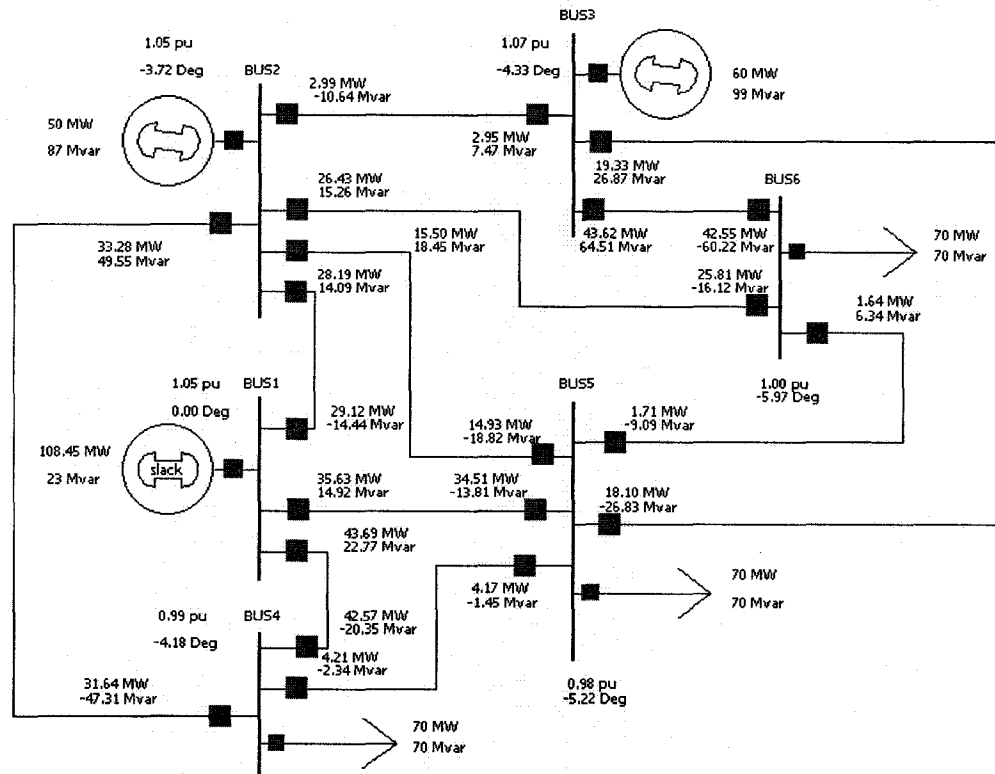 BUS3
1.05 pu
-3.72 Deg
BUS2
1.07 pu
-4.33 Deg
60 MW
99 Mvar
2.99 MW
-10.64 Mvar
50 MW
87 Mvar
2.95 MW
7.47 Mvar
19.33 MW
26.87 Mvar
BUS6
26.43 MW
15.26 Mvar
33.28 MW
49.55 Mvar
15.50 MW
18.45 Mvar
43.62 MW
64.51 Mvar
42.55 MW
-60.22 Mvar
70 MW
70 Mvar
28.19 MW
14.09 Mvar
25.81 MW
-16.12 Mvar
1.64 MW
6.34 Mvar
1.05 pu
0.00 Deg
BUS1
BUS5
1.00 pu
-5.97 Deg
29.12 MW
-14.44 Mvar
14.93 MW
-18.82 Mvar
1.71 MW
-9.09 Mvar
108.45 MW
23 Mvar
slack
35.63 MW
14.92 Mvar
34.51 MW
-13.81 Mvar
18.10 MW
-26.83 Mvar
43.69 MW
22.77 Mvar
4.17 MW
-1.45 Mvar
70 MW
70 Mvar
0.99 pu
-4.18 Deg
BUS4
42.57 MW
-20.35 Mvar
4.21 MW
-2.34 Mvar
0.98 pu
-5.22 Deg
31.64 MW
-47.31 Mvar
70 MW
70 Mvar